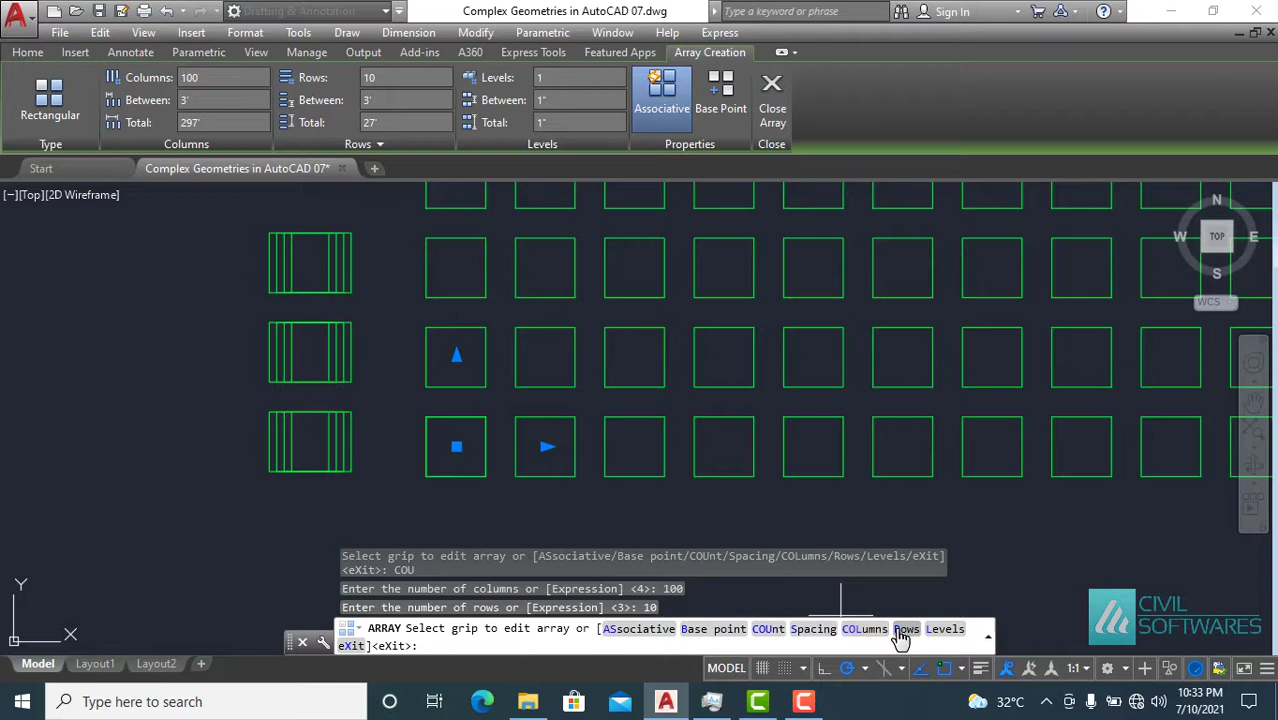 Drafting & Annotation
Complex Geometries in AutoCAD 07.dwg
Type a keyword or phrase
Sign In
File Edit View Insert Format Tools Draw Dimension Modify Parametric Window Help Express
Home Insert Annotate Parametric View Manage Output Add-ins A360 Express Tools Featured Apps Array Creation
Columns: 100 Rows: 10 Levels: 1
Between: 3' Between: 3' Between: 1"
Total: 297' Total: 27' Total: 1"
Rectangular
Associative
Base Point
Close
Array
Type Columns Rows Levels Properties Close
Start
Complex Geometries in AutoCAD 07*
[−][Top][2D Wireframe]
N
W TOP E
S
WCS
Select grip to edit array or [ASsociative/Base point/COUnt/Spacing/COLumns/Rows/Levels/eXit]
<eXit>: COU
Enter the number of columns or [Expression] <4>: 100
Enter the number of rows or [Expression] <3>: 10
ARRAY Select grip to edit array or [ASsociative Base point COUnt Spacing COLumns Rows Levels
eXit]<eXit>:
Y
X
CIVIL
SOFTWARES
Model Layout1 Layout2
MODEL
1:1
Type here to search
32°C
10:33 PM
7/10/2021